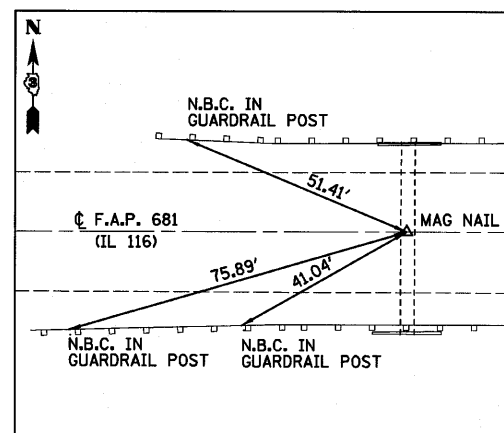 N
N.B.C. IN
GUARDRAIL POST
51.41'
℄ F.A.P. 681
(IL 116)
MAG NAIL
75.89'
41.04'
N.B.C. IN
GUARDRAIL POST
N.B.C. IN
GUARDRAIL POST